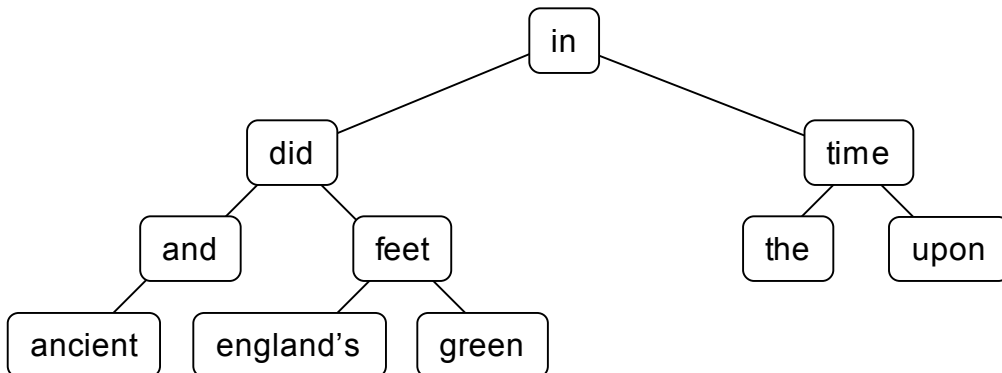 in
did time
and feet the upon
ancient england’s green